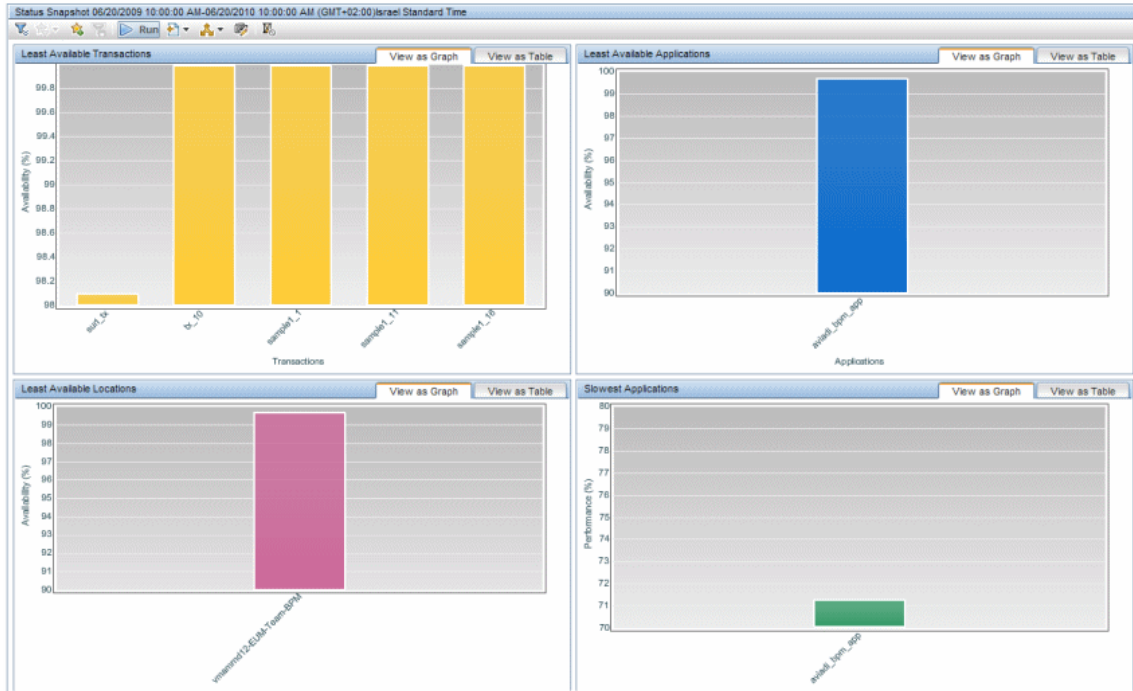 Status Snapshot 06/20/2009 10:00:00 AM-06/20/2010 10:00:00 AM (GMT+02:00)Israel Standard Time
Run
Least Available Transactions View as Graph View as Table
99.8
99.6
99.4
99.2
99
98.8
98.6
98.4
98.2
98
Availability (%)
surl_tx
tx_10
sample1_1
sample1_11
sample1_16
Transactions
Least Available Applications View as Graph View as Table
100
99
98
97
96
95
94
93
92
91
90
Availability (%)
aviadi_bpm_app
Applications
Least Available Locations View as Graph View as Table
100
99
98
97
96
95
94
93
92
91
90
Availability (%)
vmamrnd12-EUM-Team-BPM
Slowest Applications View as Graph View as Table
80
79
78
77
76
75
74
73
72
71
70
Performance (%)
aviadi_bpm_app